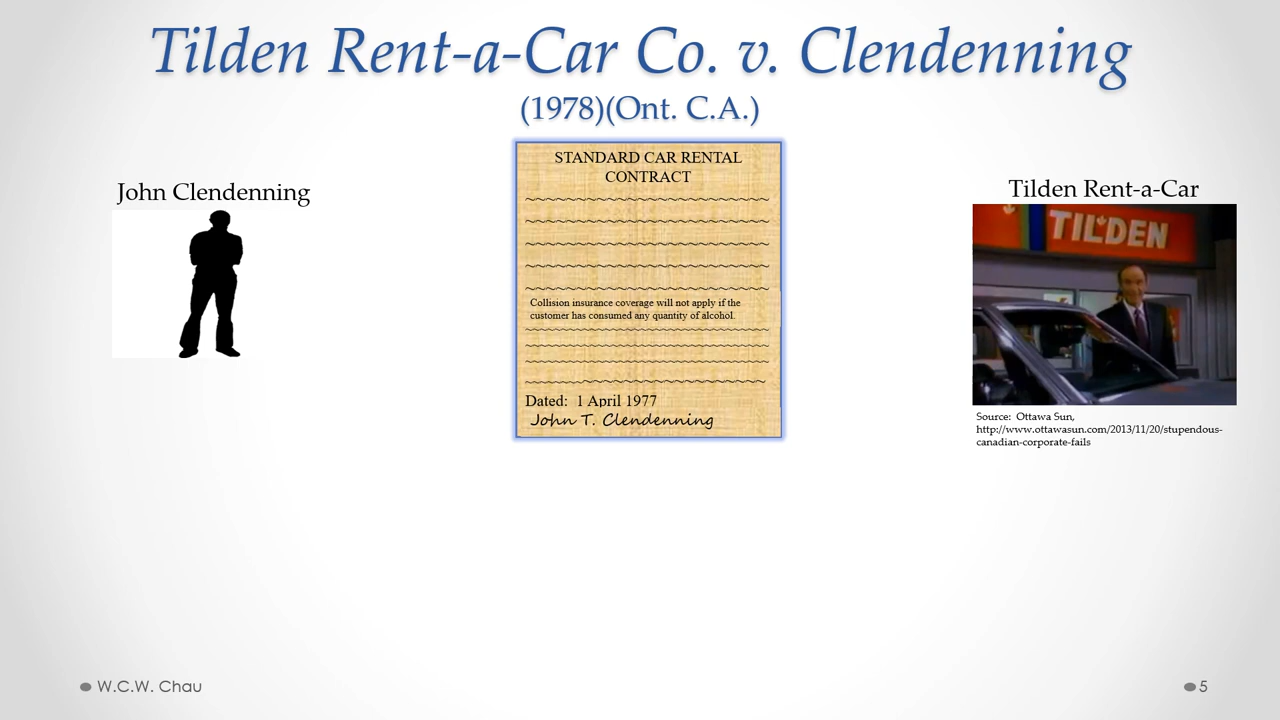 Tilden Rent-a-Car Co. v. Clendenning
(1978)(Ont. C.A.)
John Clendenning
STANDARD CAR RENTAL
CONTRACT
Collision insurance coverage will not apply if the
customer has consumed any quantity of alcohol.
Dated: 1 April 1977
John T. Clendenning
Tilden Rent-a-Car
TILDEN
Source: Ottawa Sun,
http://www.ottawasun.com/2013/11/20/stupendous-
canadian-corporate-fails
W.C.W. Chau
5